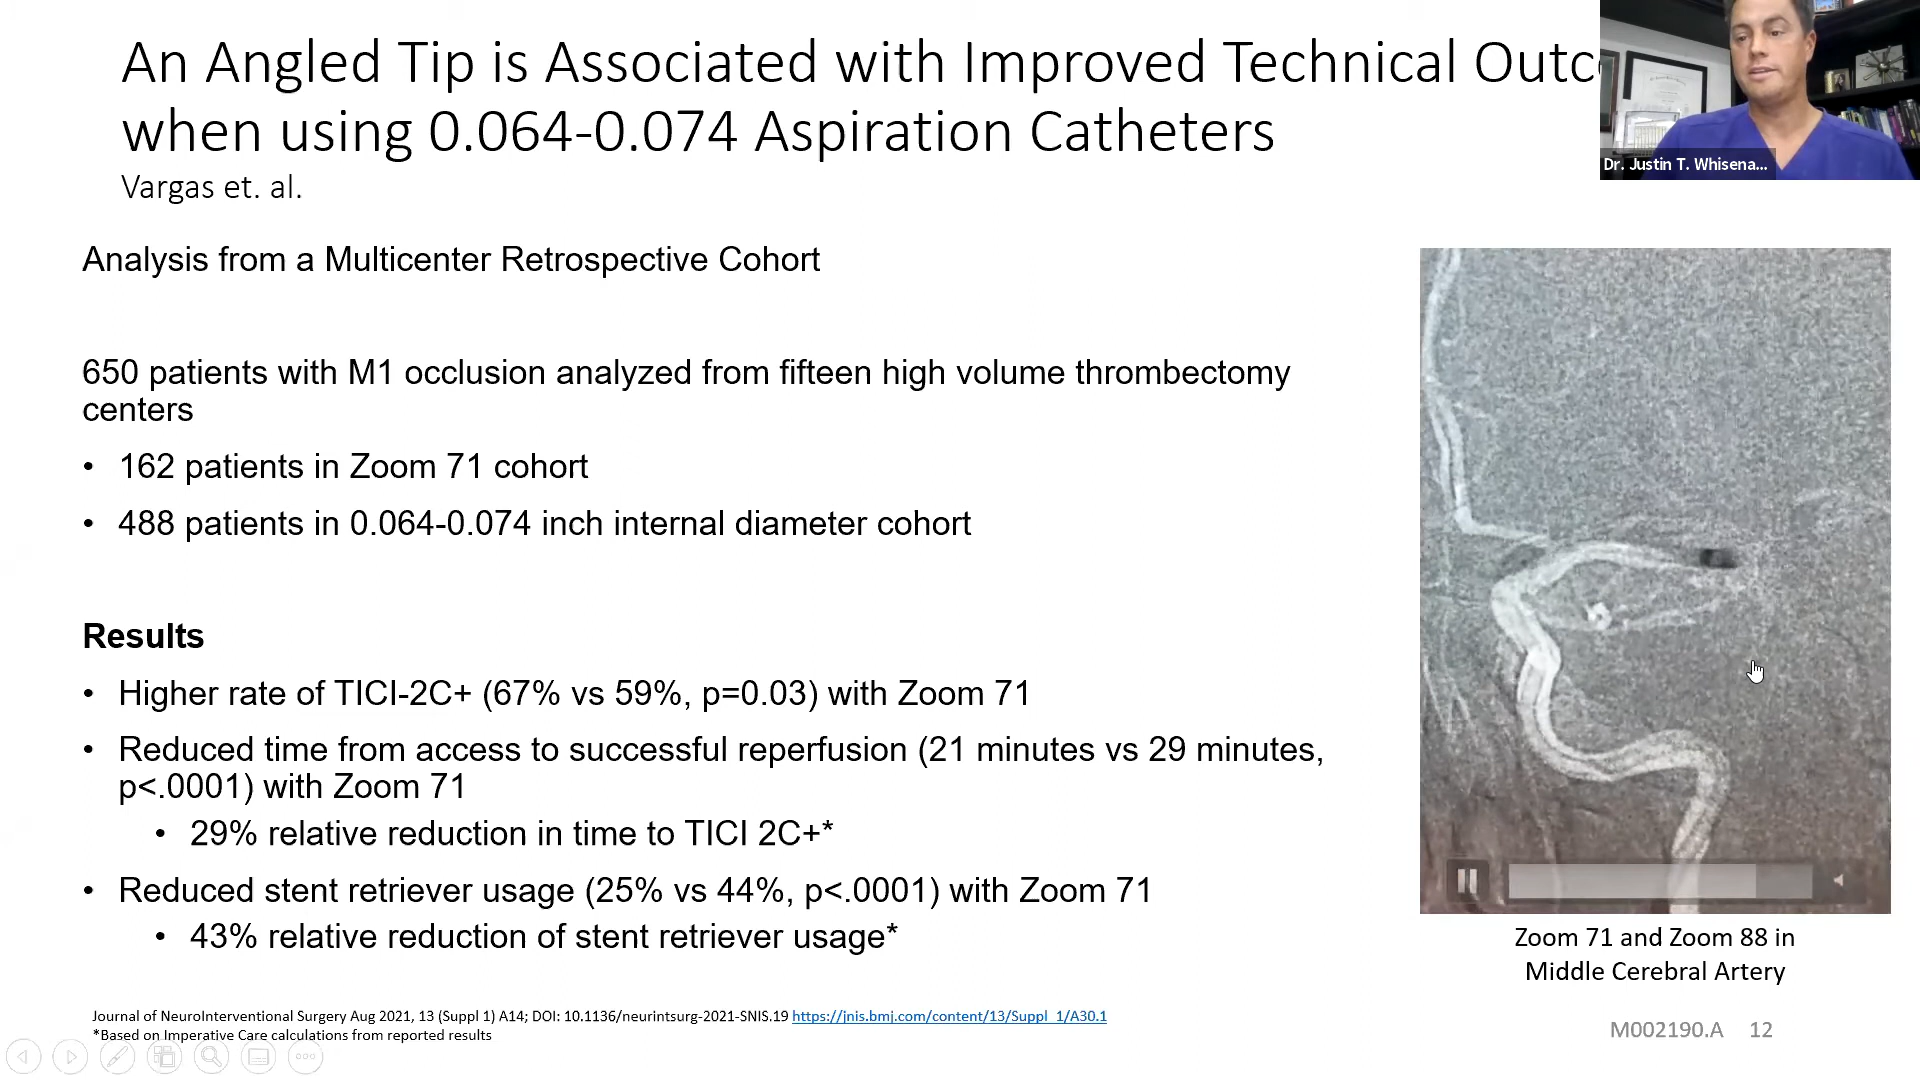 An Angled Tip is Associated with Improved Technical Outc
when using 0.064-0.074 Aspiration Catheters
Vargas et. al.
Dr. Justin T. Whisena...
Analysis from a Multicenter Retrospective Cohort
650 patients with M1 occlusion analyzed from fifteen high volume thrombectomy
centers
• 162 patients in Zoom 71 cohort
• 488 patients in 0.064-0.074 inch internal diameter cohort
Results
• Higher rate of TICI-2C+ (67% vs 59%, p=0.03) with Zoom 71
• Reduced time from access to successful reperfusion (21 minutes vs 29 minutes,
p<.0001) with Zoom 71
• 29% relative reduction in time to TICI 2C+*
• Reduced stent retriever usage (25% vs 44%, p<.0001) with Zoom 71
• 43% relative reduction of stent retriever usage*
Zoom 71 and Zoom 88 in
Middle Cerebral Artery
Journal of NeuroInterventional Surgery Aug 2021, 13 (Suppl 1) A14; DOI: 10.1136/neurintsurg-2021-SNIS.19 https://jnis.bmj.com/content/13/Suppl_1/A30.1
*Based on Imperative Care calculations from reported results
M002190.A 12